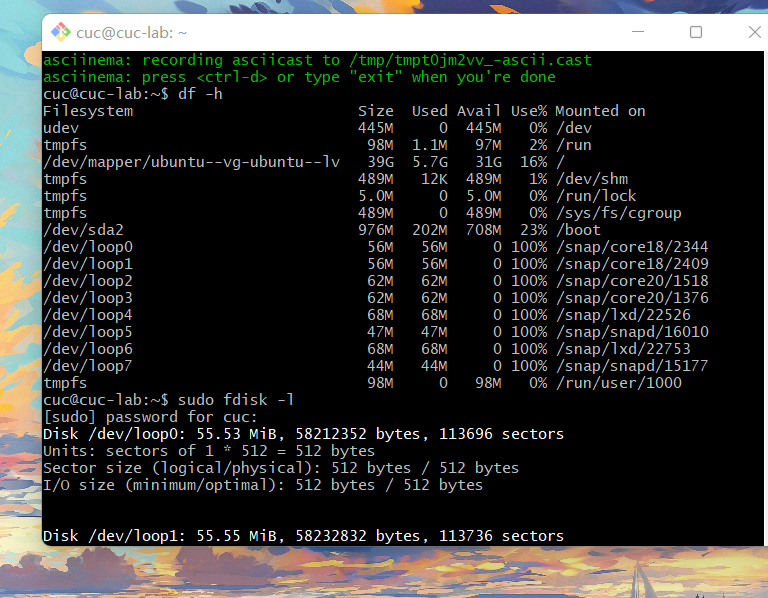 cuc@cuc-lab: ~
asciinema: recording asciicast to /tmp/tmpt0jm2vv_-ascii.cast
asciinema: press <ctrl-d> or type "exit" when you're done
cuc@cuc-lab:~$ df -h
Filesystem                         Size  Used Avail Use% Mounted on
udev                               445M     0  445M   0% /dev
tmpfs                               98M  1.1M   97M   2% /run
/dev/mapper/ubuntu--vg-ubuntu--lv   39G  5.7G   31G  16% /
tmpfs                              489M   12K  489M   1% /dev/shm
tmpfs                              5.0M     0  5.0M   0% /run/lock
tmpfs                              489M     0  489M   0% /sys/fs/cgroup
/dev/sda2                          976M  202M  708M  23% /boot
/dev/loop0                          56M   56M     0 100% /snap/core18/2344
/dev/loop1                          56M   56M     0 100% /snap/core18/2409
/dev/loop2                          62M   62M     0 100% /snap/core20/1518
/dev/loop3                          62M   62M     0 100% /snap/core20/1376
/dev/loop4                          68M   68M     0 100% /snap/lxd/22526
/dev/loop5                          47M   47M     0 100% /snap/snapd/16010
/dev/loop6                          68M   68M     0 100% /snap/lxd/22753
/dev/loop7                          44M   44M     0 100% /snap/snapd/15177
tmpfs                               98M     0   98M   0% /run/user/1000
cuc@cuc-lab:~$ sudo fdisk -l
[sudo] password for cuc:
Disk /dev/loop0: 55.53 MiB, 58212352 bytes, 113696 sectors
Units: sectors of 1 * 512 = 512 bytes
Sector size (logical/physical): 512 bytes / 512 bytes
I/O size (minimum/optimal): 512 bytes / 512 bytes
Disk /dev/loop1: 55.55 MiB, 58232832 bytes, 113736 sectors